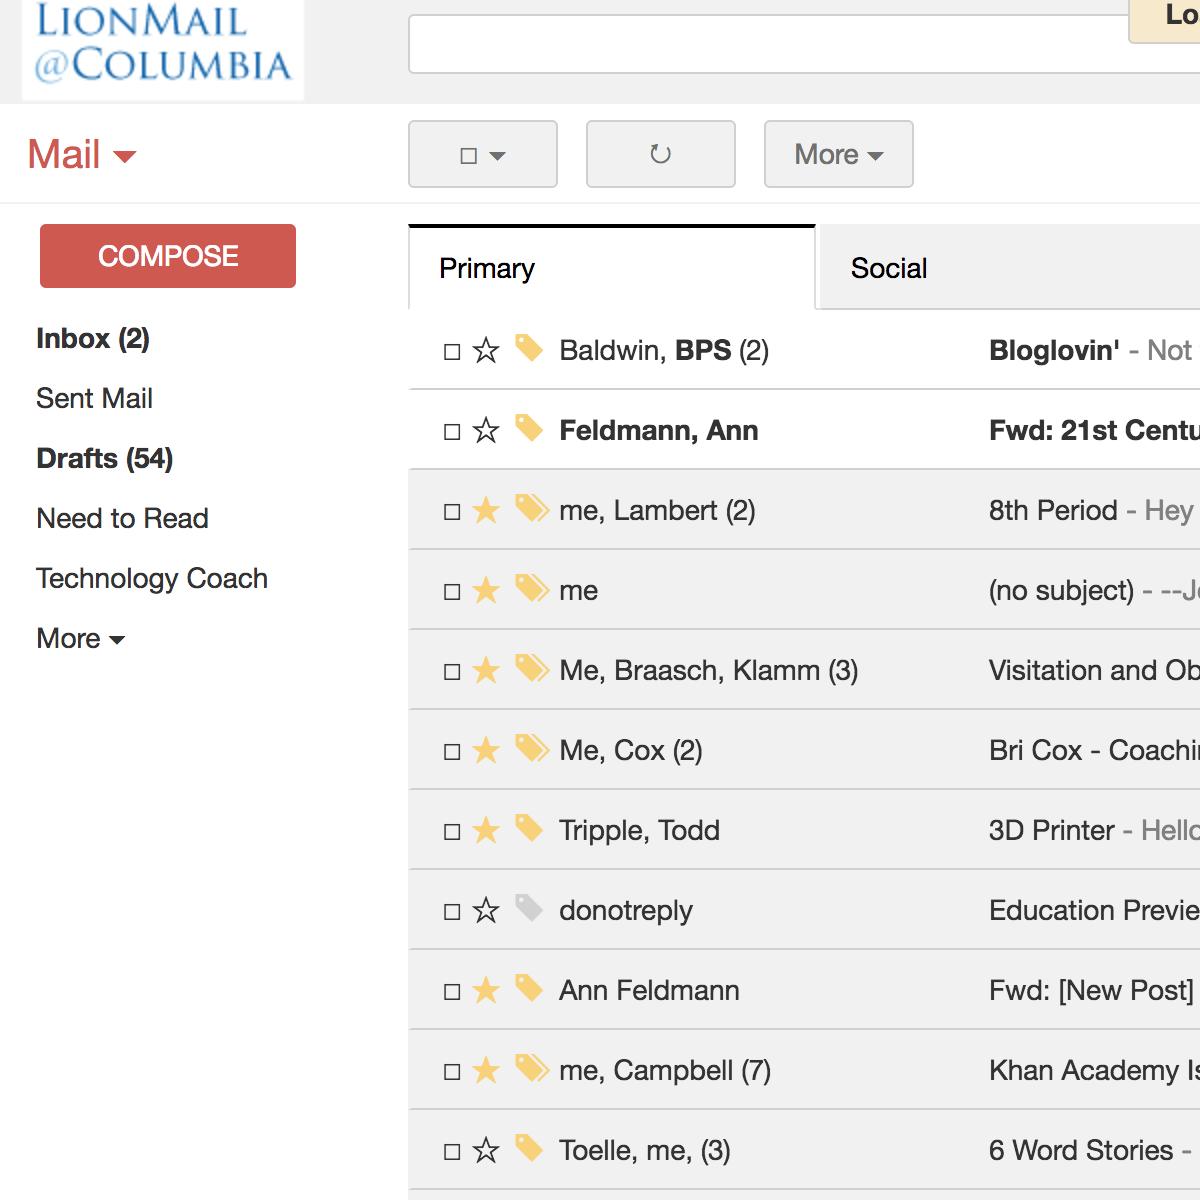 LIONMAIL
@COLUMBIA
Lo
Mail
More
COMPOSE
Primary
Social
Inbox (2)
Sent Mail
Drafts (54)
Need to Read
Technology Coach
More
Baldwin, BPS (2) Bloglovin' - Not
Feldmann, Ann Fwd: 21st Centu
me, Lambert (2) 8th Period - Hey
me (no subject) - --Jo
Me, Braasch, Klamm (3) Visitation and Ob
Me, Cox (2) Bri Cox - Coachin
Tripple, Todd 3D Printer - Hello
donotreply Education Previe
Ann Feldmann Fwd: [New Post]
me, Campbell (7) Khan Academy Is
Toelle, me, (3) 6 Word Stories -